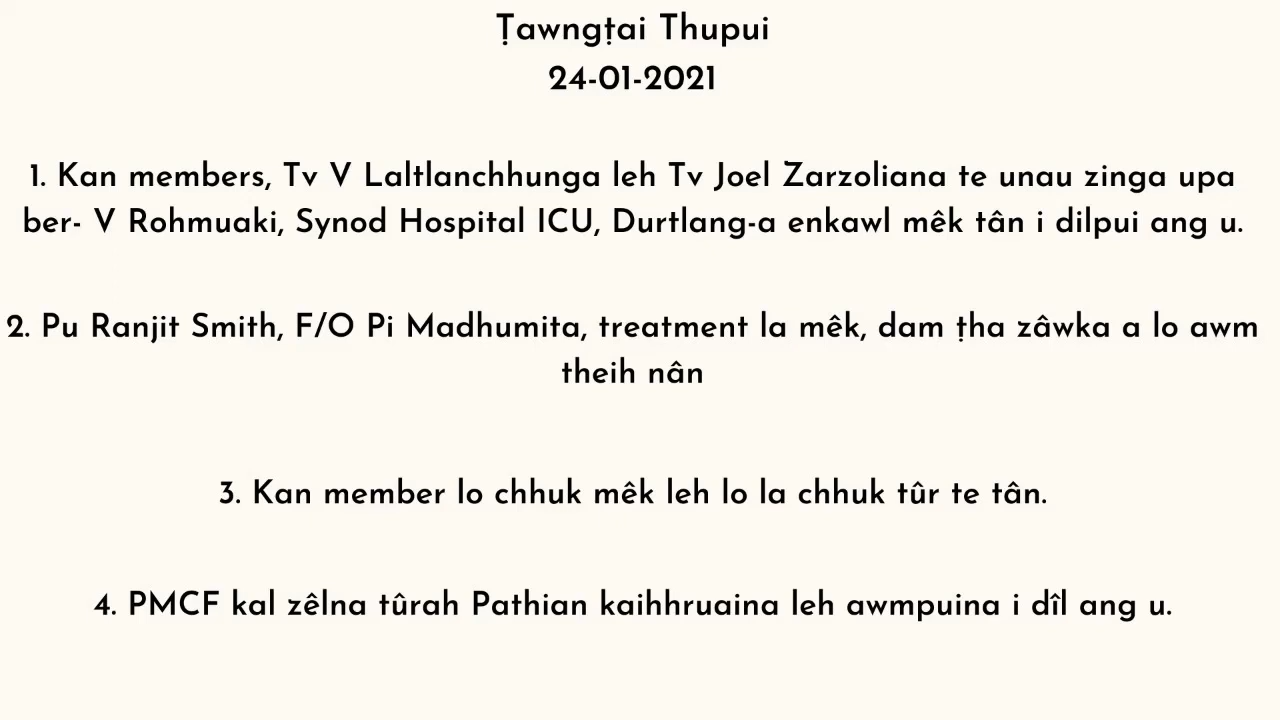 Ṭawngṭai Thupui
24-01-2021
1. Kan members, Tv V Laltlanchhunga leh Tv Joel Zarzoliana te unau zinga upa
ber- V Rohmuaki, Synod Hospital ICU, Durtlang-a enkawl mêk tân i dilpui ang u.
2. Pu Ranjit Smith, F/O Pi Madhumita, treatment la mêk, dam ṭha zâwka a lo awm
theih nân
3. Kan member lo chhuk mêk leh lo la chhuk tûr te tân.
4. PMCF kal zêlna tûrah Pathian kaihhruaina leh awmpuina i dîl ang u.